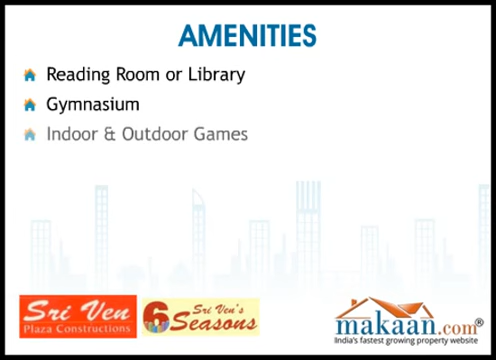 AMENITIES
Reading Room or Library
Gymnasium
Indoor & Outdoor Games
Sri Ven
Plaza Constructions
6 Sri Ven's
Seasons
makaan.com®
India's fastest growing property website